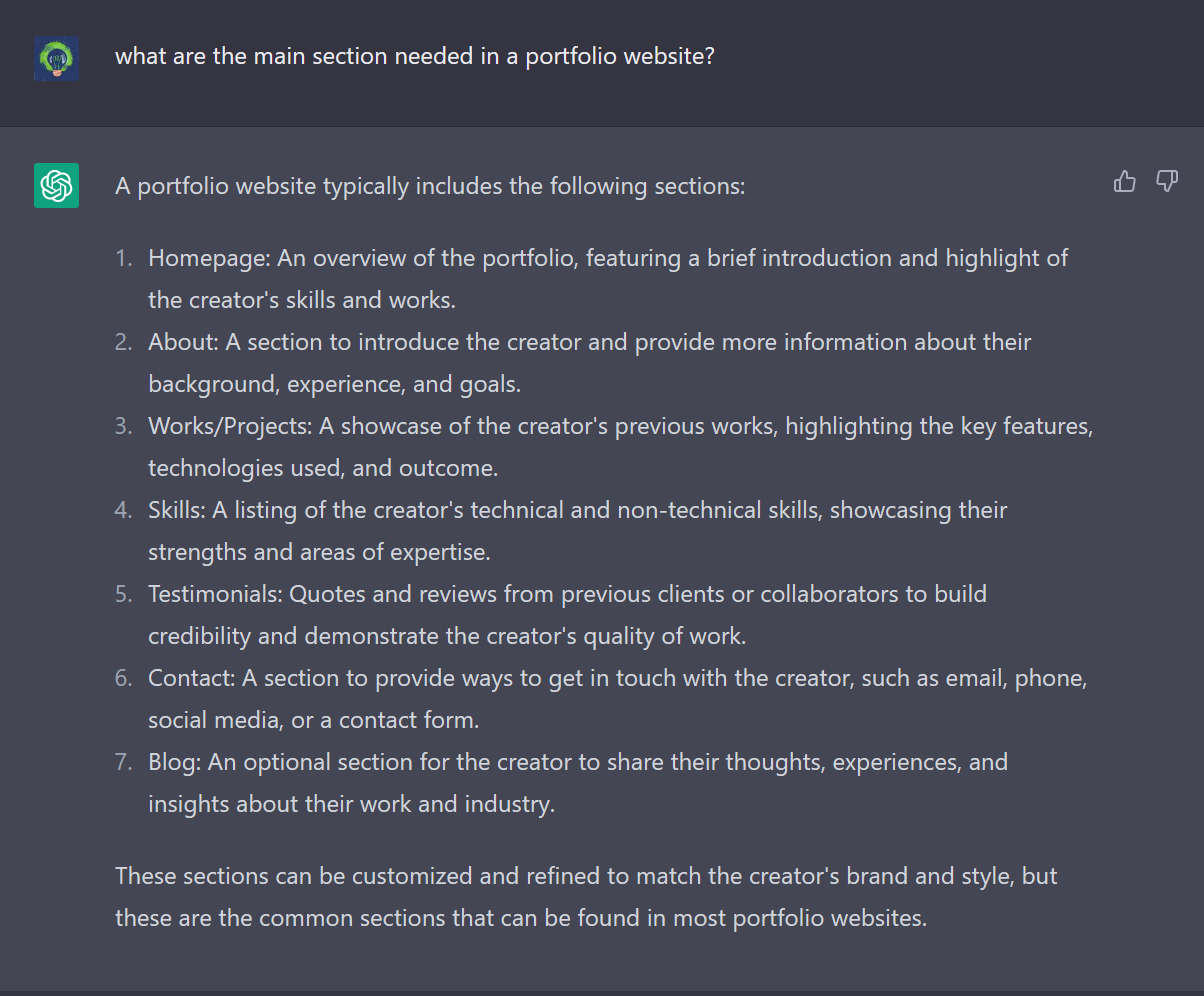 what are the main section needed in a portfolio website?
A portfolio website typically includes the following sections:
1. Homepage: An overview of the portfolio, featuring a brief introduction and highlight of
the creator's skills and works.
2. About: A section to introduce the creator and provide more information about their
background, experience, and goals.
3. Works/Projects: A showcase of the creator's previous works, highlighting the key features,
technologies used, and outcome.
4. Skills: A listing of the creator's technical and non-technical skills, showcasing their
strengths and areas of expertise.
5. Testimonials: Quotes and reviews from previous clients or collaborators to build
credibility and demonstrate the creator's quality of work.
6. Contact: A section to provide ways to get in touch with the creator, such as email, phone,
social media, or a contact form.
7. Blog: An optional section for the creator to share their thoughts, experiences, and
insights about their work and industry.
These sections can be customized and refined to match the creator's brand and style, but
these are the common sections that can be found in most portfolio websites.